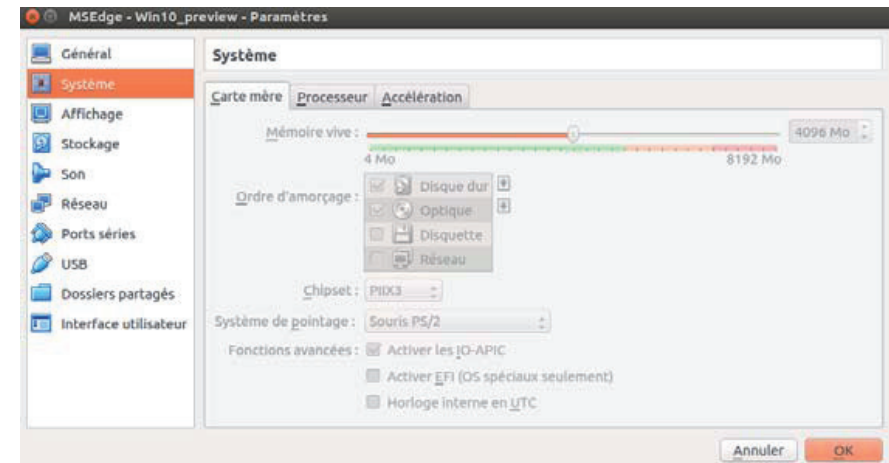 MSEdge - Win10_preview - Paramètres
Général
Système
Affichage
Stockage
Son
Réseau
Ports séries
USB
Dossiers partagés
Interface utilisateur
Système
Carte mère Processeur Accélération
Mémoire vive : 4096 Mo
4 Mo 8192 Mo
Ordre d'amorçage : Disque dur
Optique
Disquette
Réseau
Chipset : PIIX3
Système de pointage : Souris PS/2
Fonctions avancées : Activer les IO-APIC
Activer EFI (OS spéciaux seulement)
Horloge interne en UTC
Annuler OK